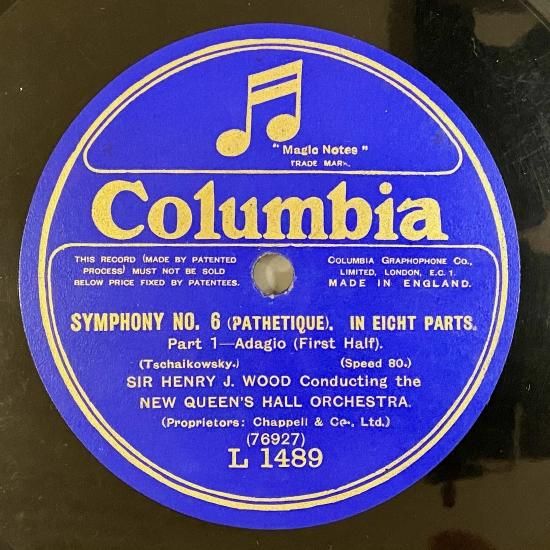 "Magic Notes"
TRADE MARK.
Columbia
THIS RECORD (MADE BY PATENTED
PROCESS) MUST NOT BE SOLD
BELOW PRICE FIXED BY PATENTEES.
COLUMBIA GRAPHOPHONE CO.,
LIMITED, LONDON, E.C. 1.
MADE IN ENGLAND.
SYMPHONY NO. 6 (PATHETIQUE). IN EIGHT PARTS.
Part 1—Adagio (First Half).
(Tschaikowsky.) (Speed 80.)
SIR HENRY J. WOOD Conducting the
NEW QUEEN'S HALL ORCHESTRA.
(Proprietors: Chappell & Co., Ltd.)
(76927)
L 1489